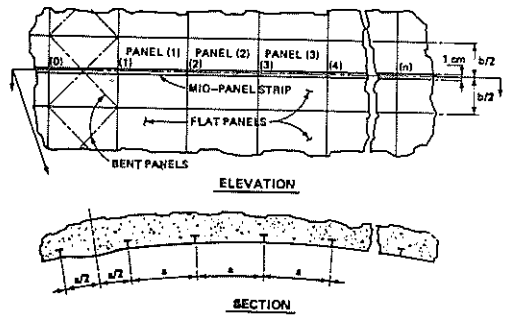 PANEL (1) PANEL (2) PANEL (3)
(0) (1) (2) (3) (4) (n)
1 cm
b/2
b/2
MID-PANEL STRIP
FLAT PANELS
BENT PANELS
ELEVATION
a/2 a/2 a a a
SECTION